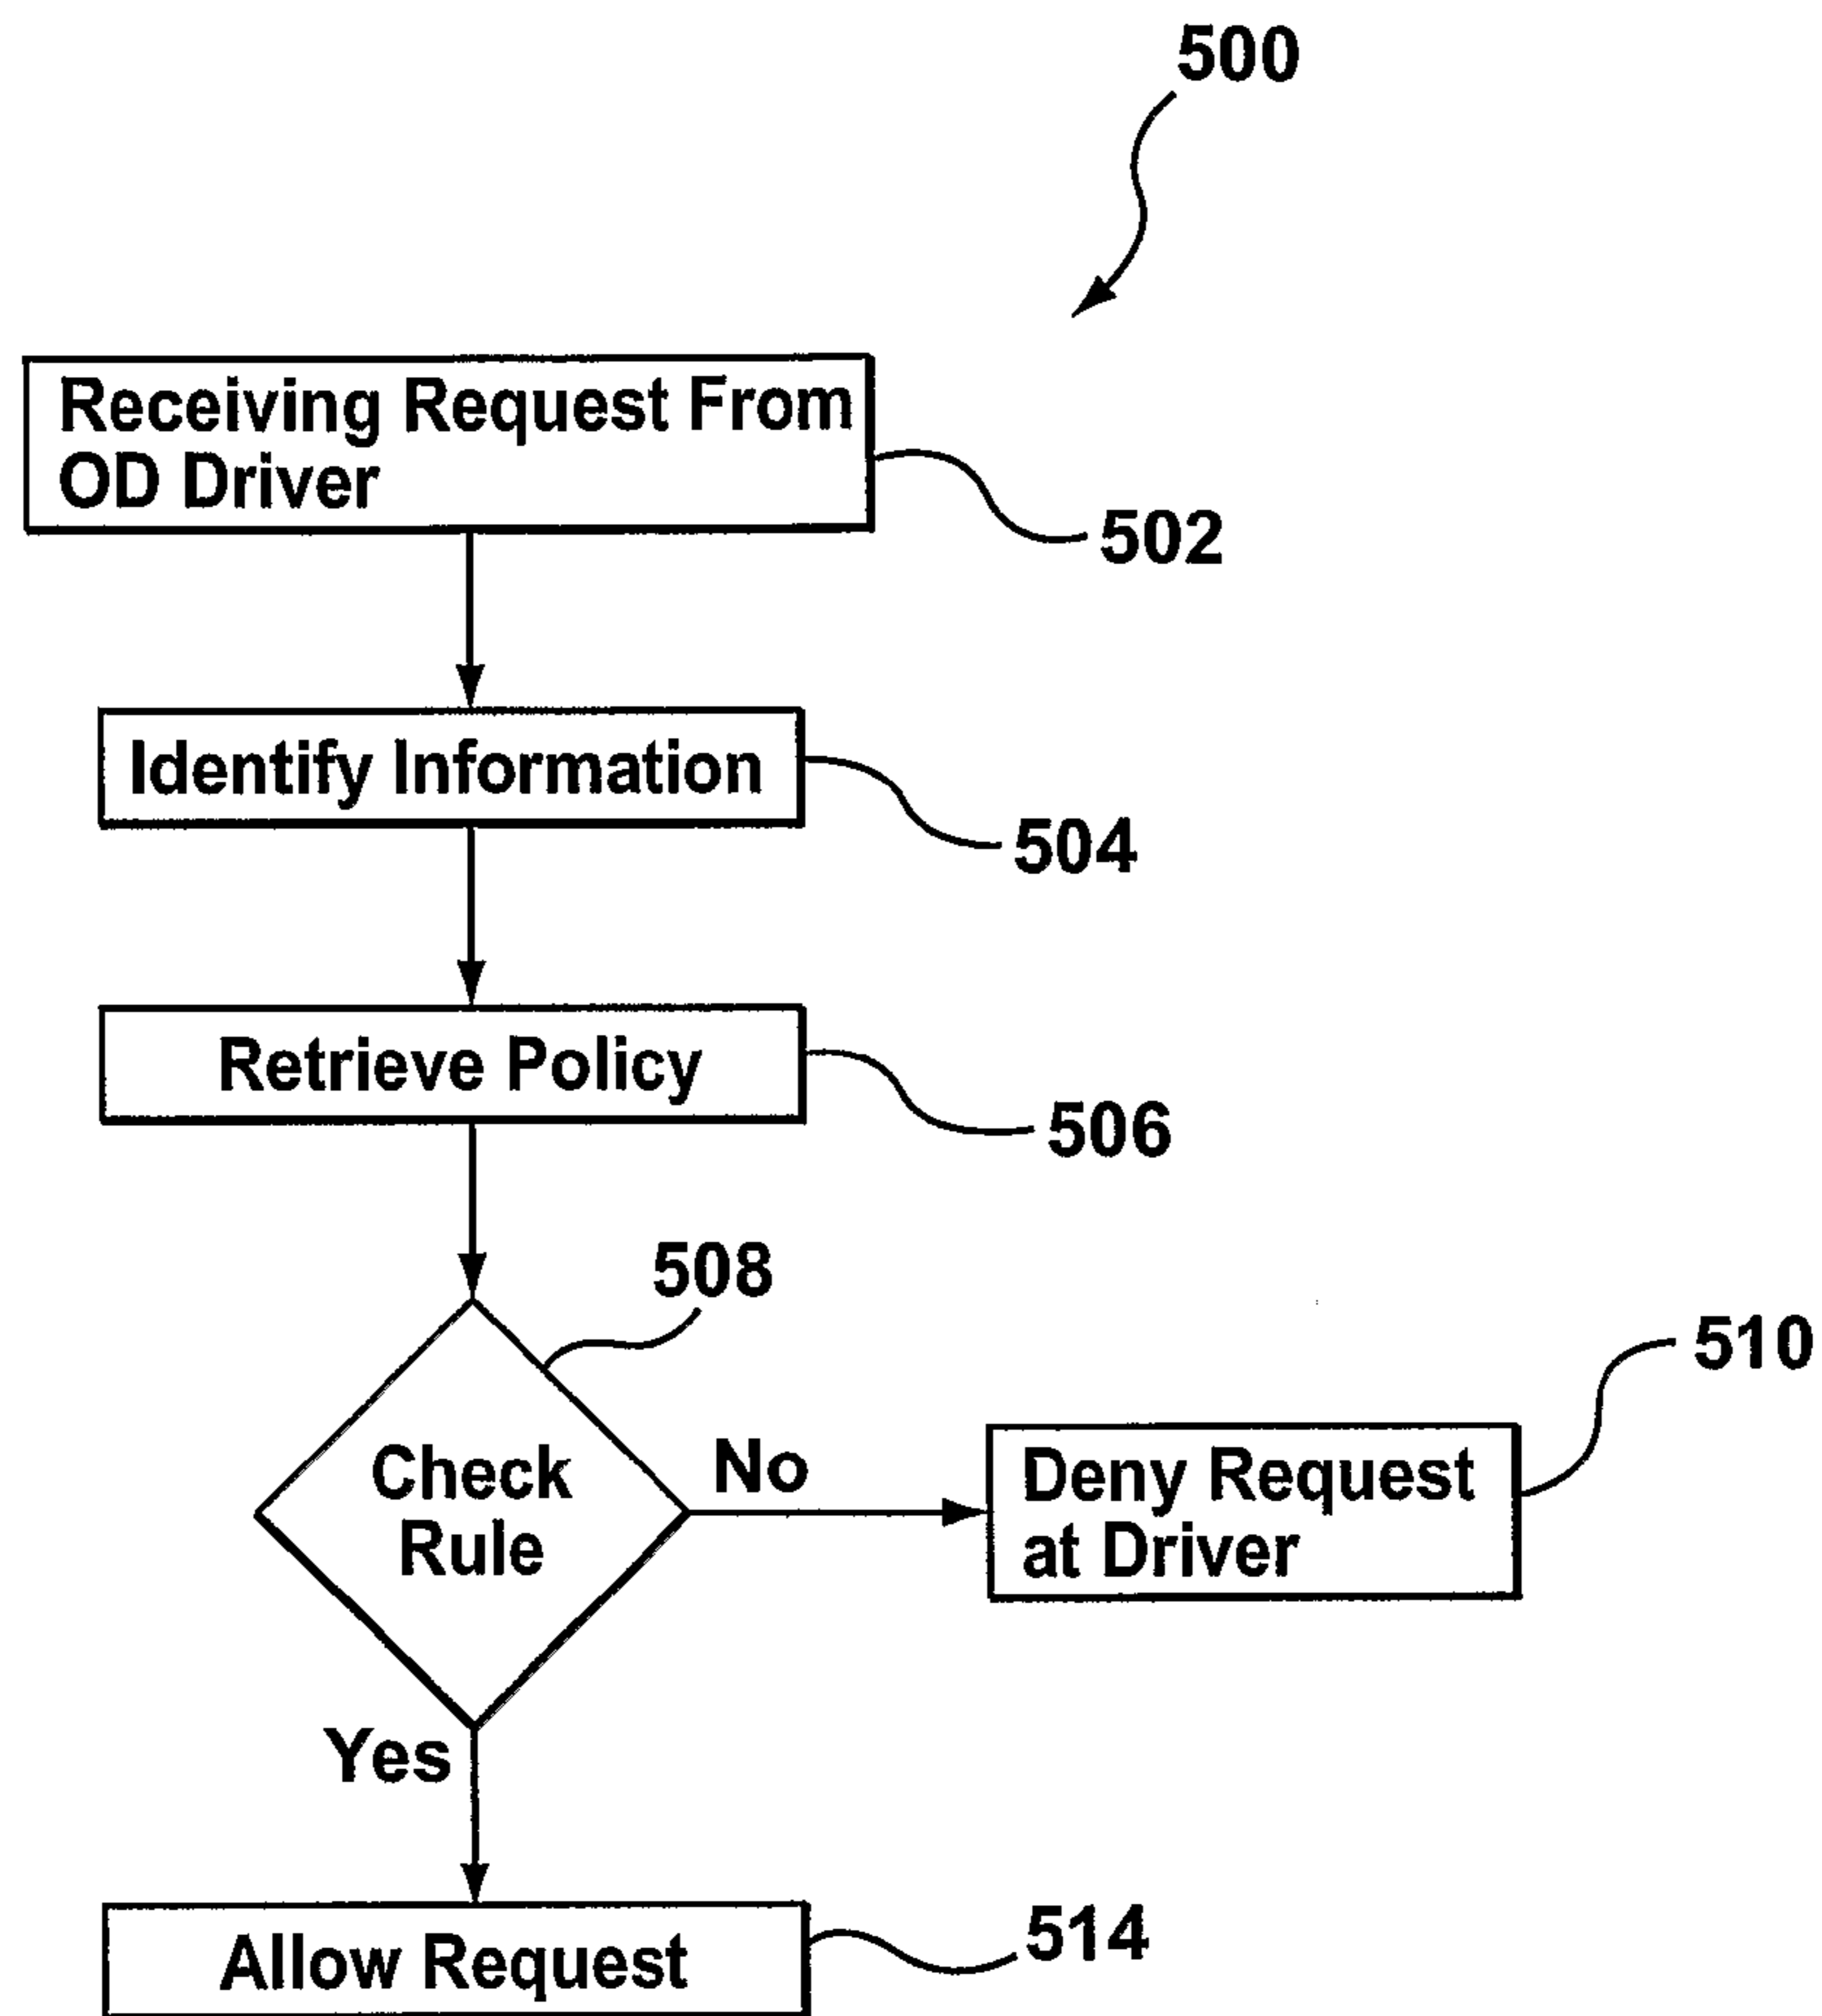 500
Receiving Request From
OD Driver
502
Identify Information
504
Retrieve Policy
506
508
Check
Rule
No
510
Deny Request
at Driver
Yes
Allow Request
514